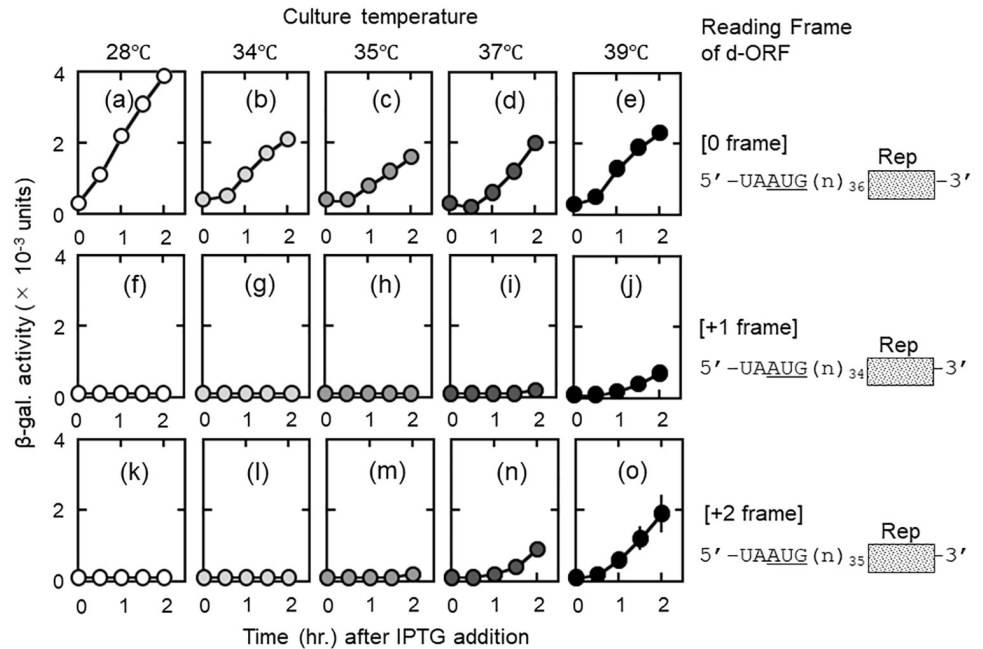 Culture temperature
28℃ 34℃ 35℃ 37℃ 39℃
Reading Frame
of d-ORF
β-gal. activity (× 10⁻³ units)
4
2
0
(a) (b) (c) (d) (e)
0 1 2 0 1 2 0 1 2 0 1 2 0 1 2
[0 frame]
Rep
5′-UAAUG(n)₃₆ -3′
4
2
0
(f) (g) (h) (i) (j)
0 1 2 0 1 2 0 1 2 0 1 2 0 1 2
[+1 frame]
Rep
5′-UAAUG(n)₃₄ -3′
4
2
0
(k) (l) (m) (n) (o)
0 1 2 0 1 2 0 1 2 0 1 2 0 1 2
[+2 frame]
Rep
5′-UAAUG(n)₃₅ -3′
Time (hr.) after IPTG addition